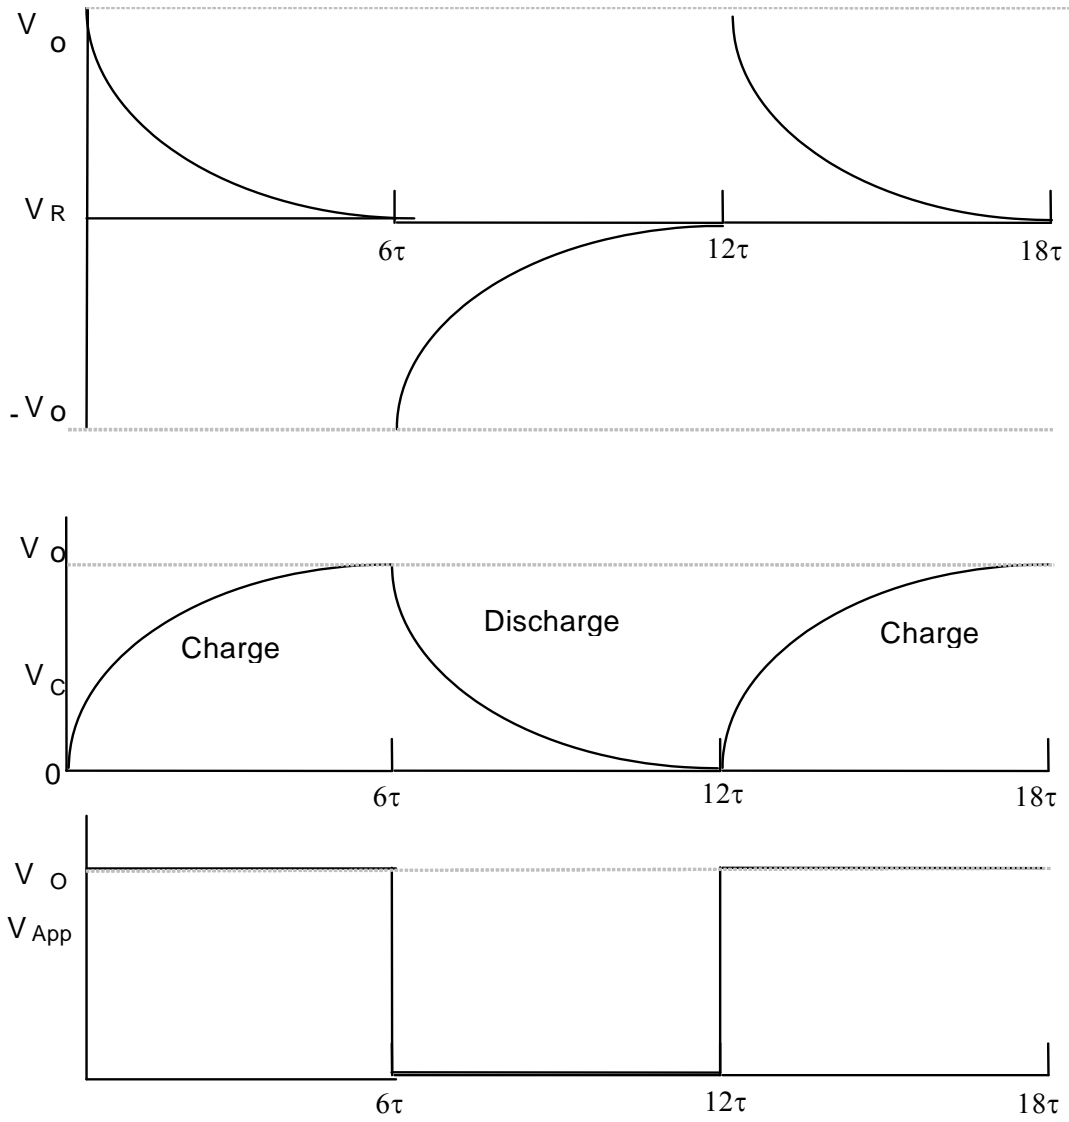 V o
V R
6τ 12τ 18τ
-V o
V o
Charge Discharge Charge
V C
0
6τ 12τ 18τ
V O
V App
6τ 12τ 18τ